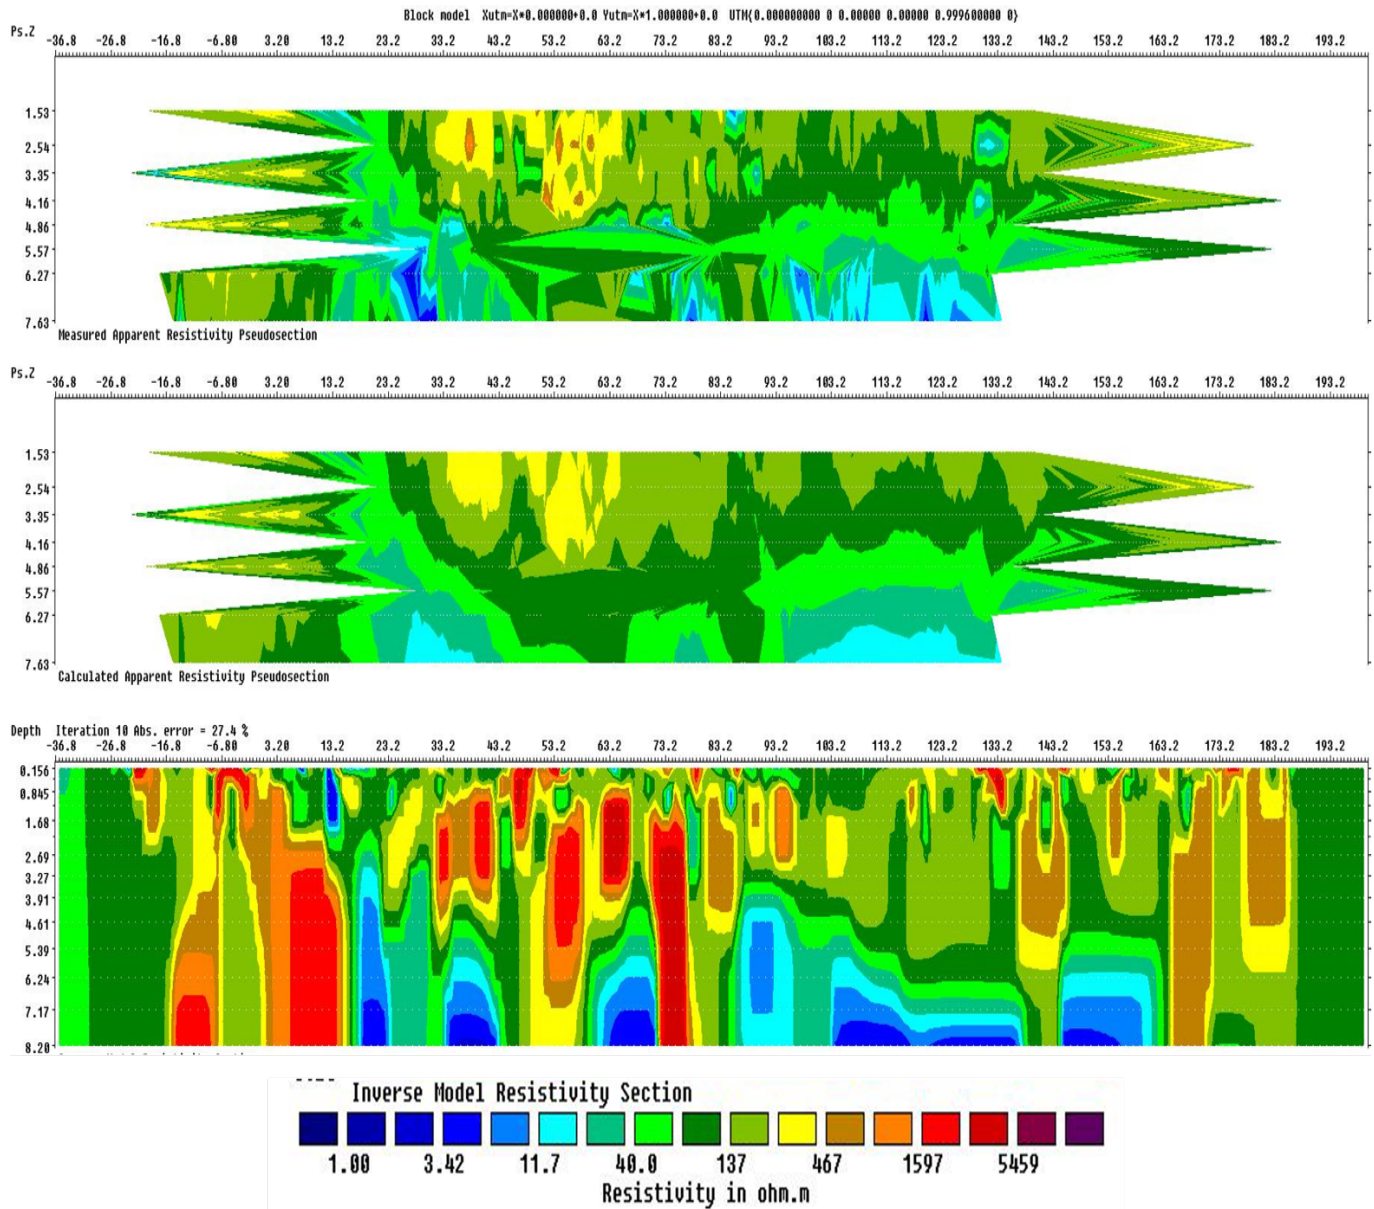 Block model Xutm=X*0.000000+0.0 Yutm=X*1.000000+0.0 UTM{0.000000000 0 0.00000 0.00000 0.999600000 0}
Ps.Z
-36.8 -26.8 -16.8 -6.80 3.20 13.2 23.2 33.2 43.2 53.2 63.2 73.2 83.2 93.2 103.2 113.2 123.2 133.2 143.2 153.2 163.2 173.2 183.2 193.2
1.53
2.54
3.35
4.16
4.86
5.57
6.27
7.63
Measured Apparent Resistivity Pseudosection
Ps.Z
-36.8 -26.8 -16.8 -6.80 3.20 13.2 23.2 33.2 43.2 53.2 63.2 73.2 83.2 93.2 103.2 113.2 123.2 133.2 143.2 153.2 163.2 173.2 183.2 193.2
1.53
2.54
3.35
4.16
4.86
5.57
6.27
7.63
Calculated Apparent Resistivity Pseudosection
Depth Iteration 10 Abs. error = 27.4 %
-36.8 -26.8 -16.8 -6.80 3.20 13.2 23.2 33.2 43.2 53.2 63.2 73.2 83.2 93.2 103.2 113.2 123.2 133.2 143.2 153.2 163.2 173.2 183.2 193.2
0.156
0.845
1.68
2.69
3.27
3.91
4.61
5.39
6.24
7.17
8.20
Inverse Model Resistivity Section
1.00 3.42 11.7 40.0 137 467 1597 5459
Resistivity in ohm.m